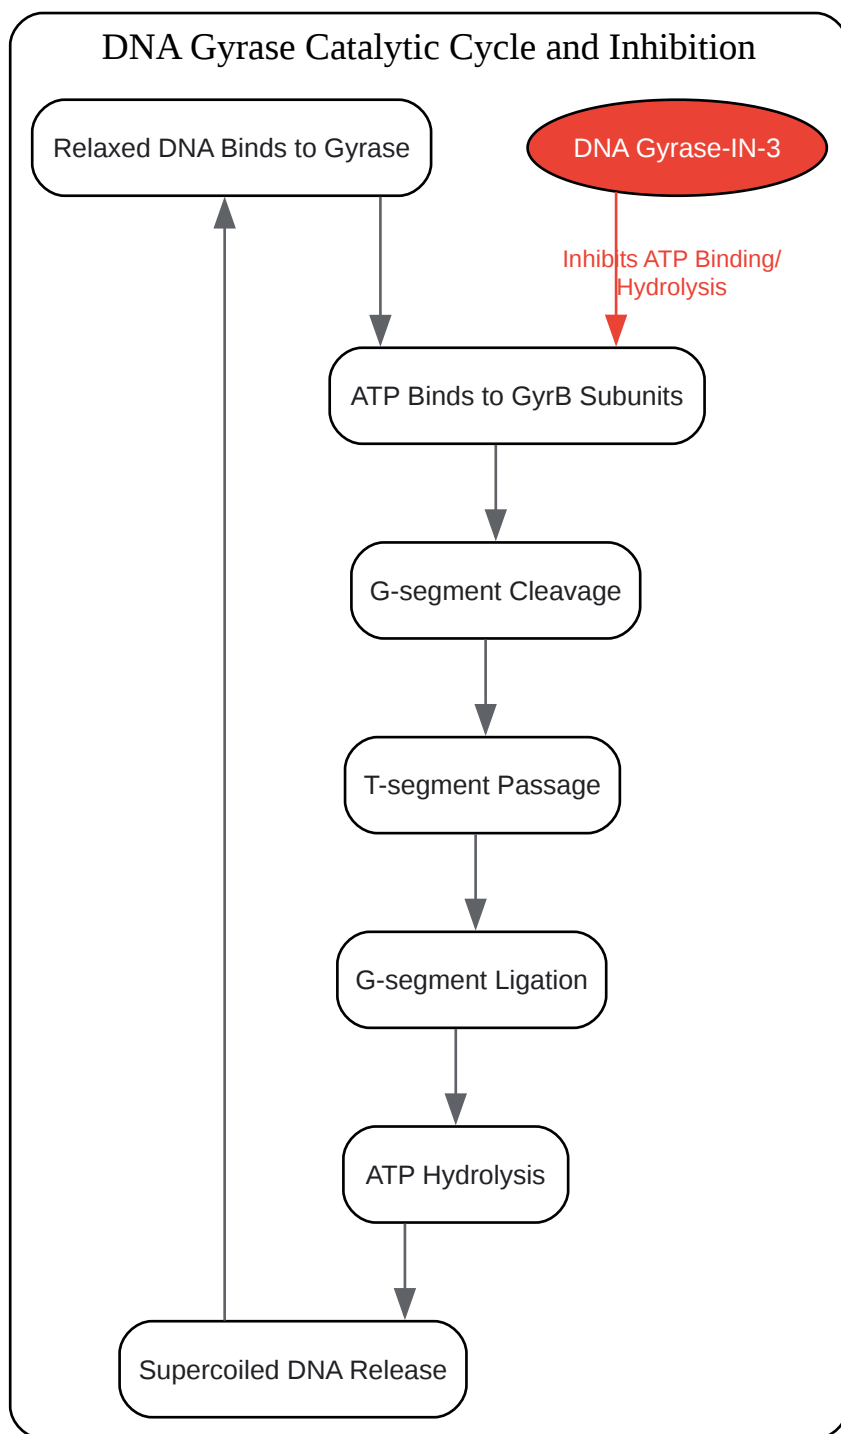 DNA Gyrase Catalytic Cycle and Inhibition
Relaxed DNA Binds to Gyrase
DNA Gyrase-IN-3
Inhibits ATP Binding/
Hydrolysis
ATP Binds to GyrB Subunits
G-segment Cleavage
T-segment Passage
G-segment Ligation
ATP Hydrolysis
Supercoiled DNA Release